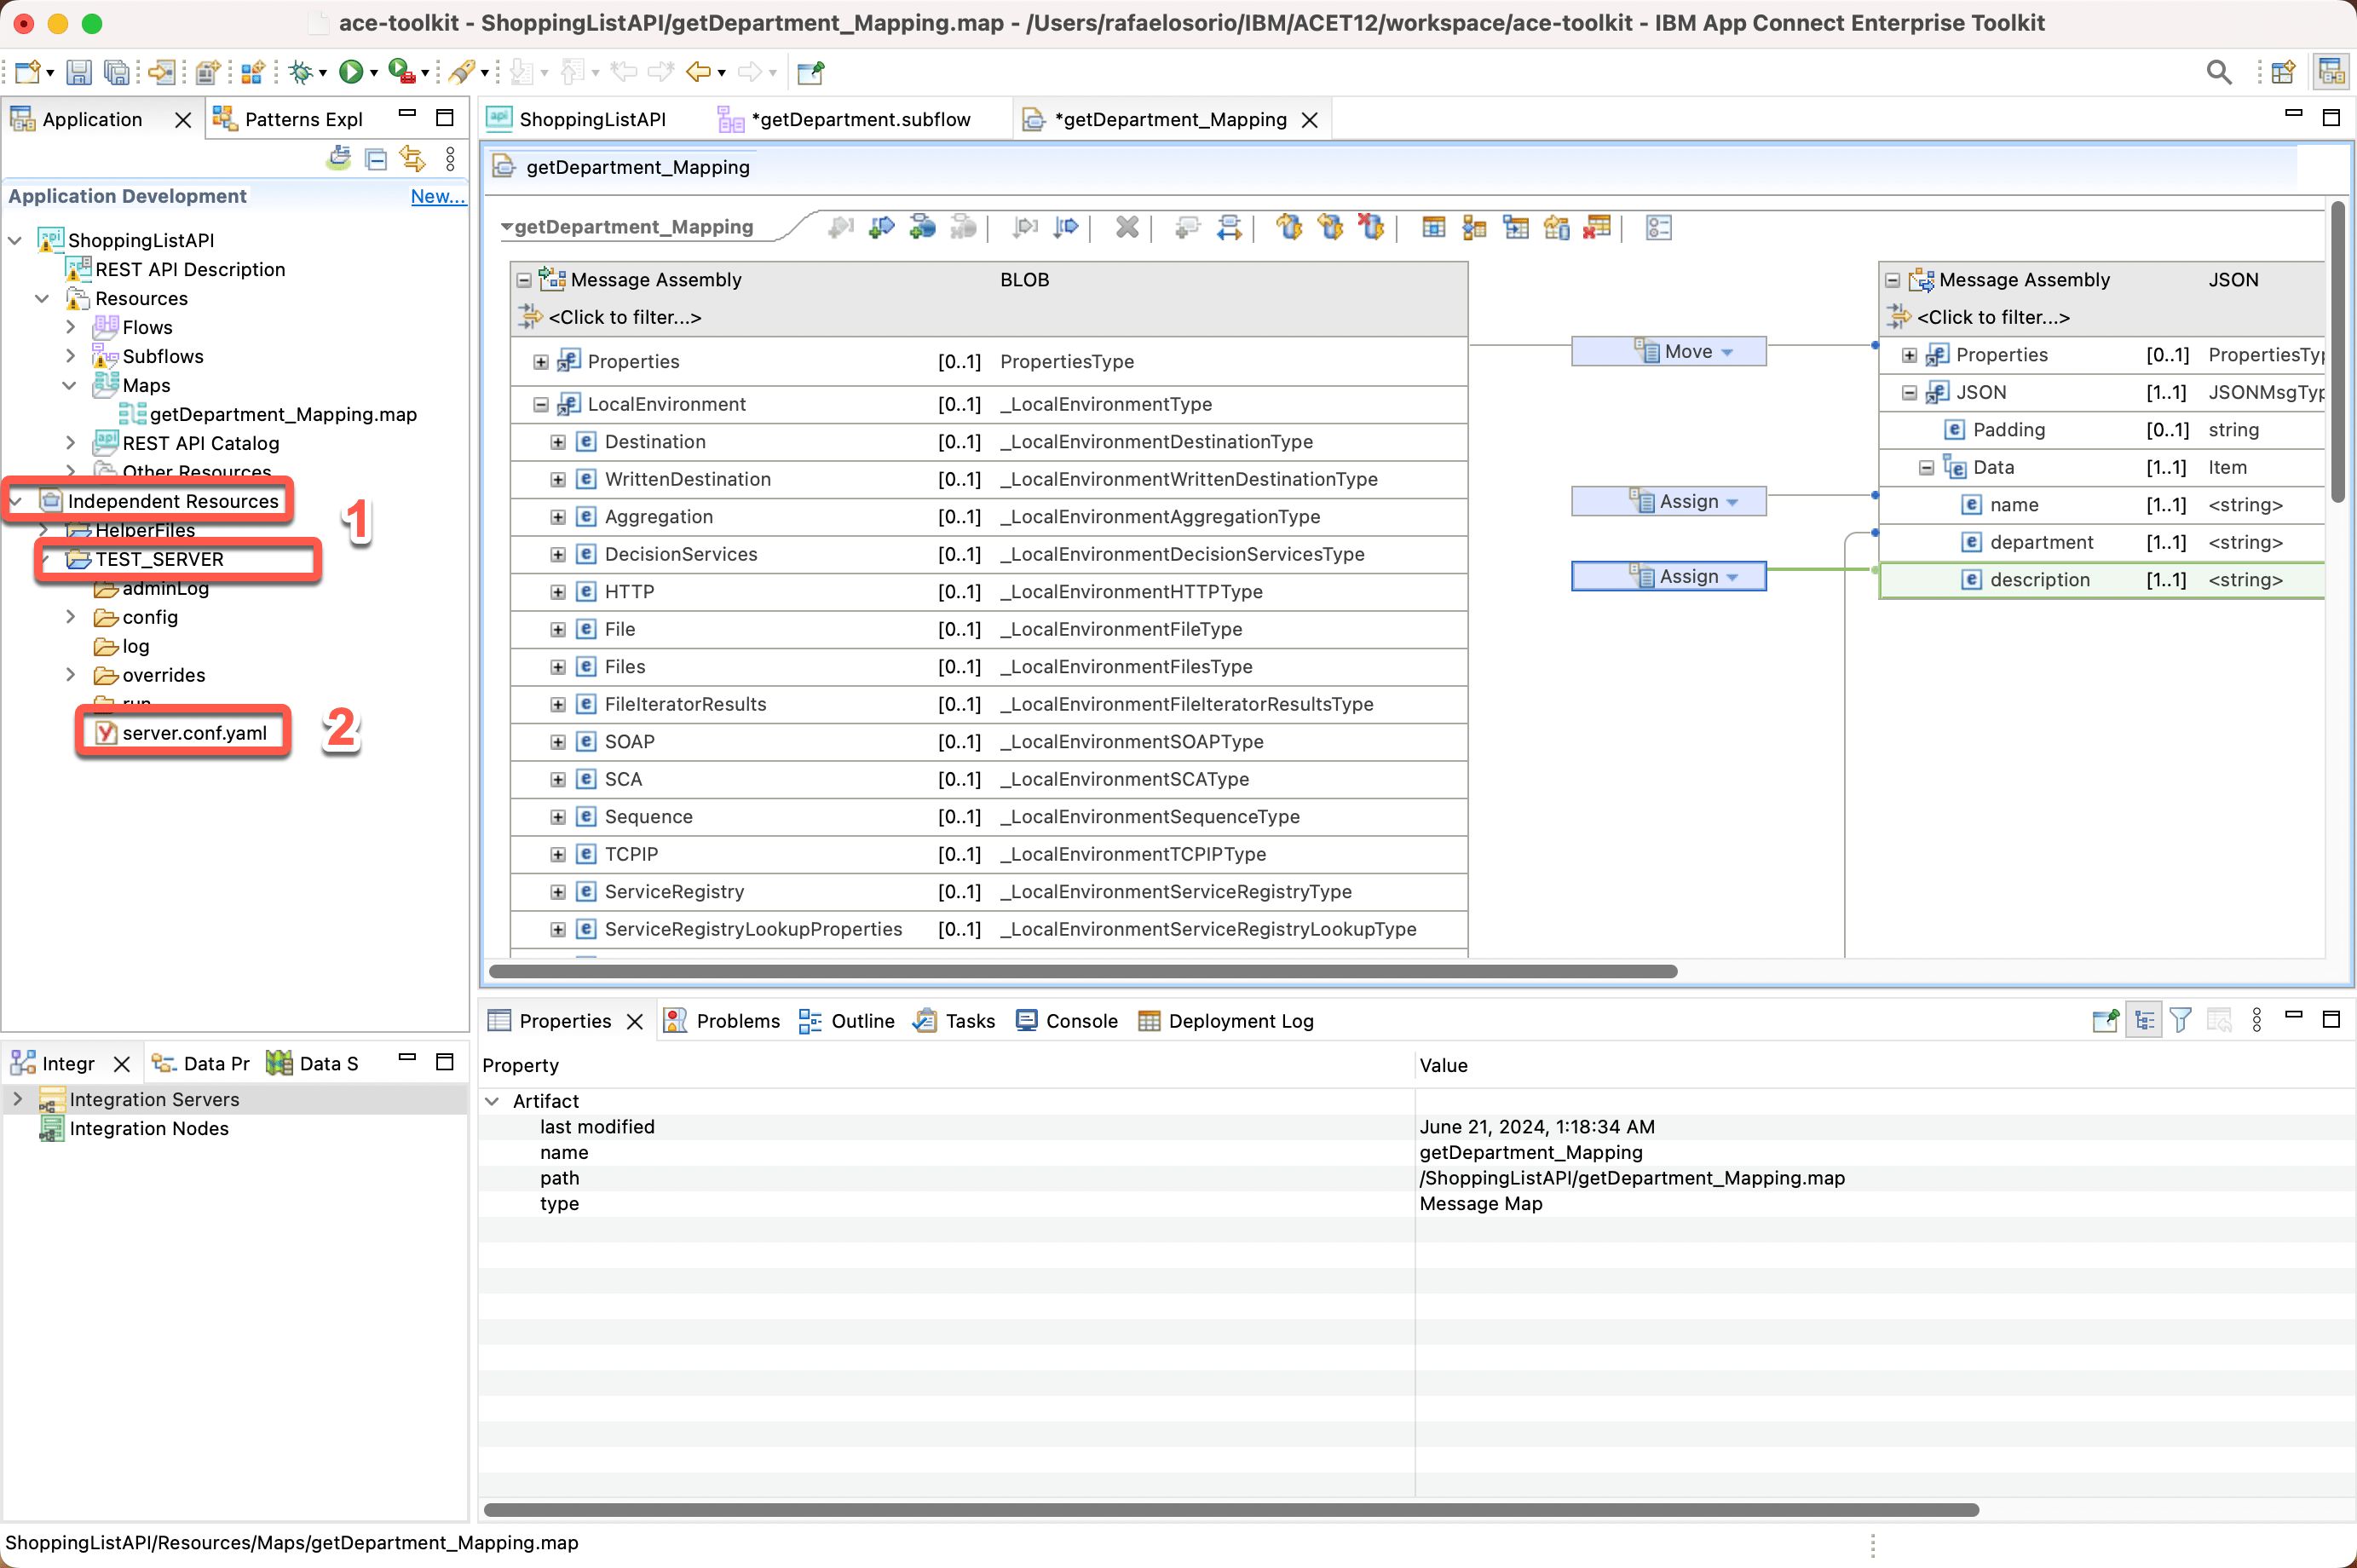 ace-toolkit - ShoppingListAPI/getDepartment_Mapping.map - /Users/rafaelosorio/IBM/ACET12/workspace/ace-toolkit - IBM App Connect Enterprise Toolkit
Application
Patterns Expl
Application Development
New...
ShoppingListAPI
REST API Description
Resources
Flows
Subflows
Maps
getDepartment_Mapping.map
REST API Catalog
Other Resources
Independent Resources
1
HelperFiles
TEST_SERVER
adminLog
config
log
overrides
run
server.conf.yaml
2
ShoppingListAPI
*getDepartment.subflow
*getDepartment_Mapping
getDepartment_Mapping
getDepartment_Mapping
Message Assembly BLOB
<Click to filter...>
Properties [0..1] PropertiesType
LocalEnvironment [0..1] _LocalEnvironmentType
Destination [0..1] _LocalEnvironmentDestinationType
WrittenDestination [0..1] _LocalEnvironmentWrittenDestinationType
Aggregation [0..1] _LocalEnvironmentAggregationType
DecisionServices [0..1] _LocalEnvironmentDecisionServicesType
HTTP [0..1] _LocalEnvironmentHTTPType
File [0..1] _LocalEnvironmentFileType
Files [0..1] _LocalEnvironmentFilesType
FileIteratorResults [0..1] _LocalEnvironmentFileIteratorResultsType
SOAP [0..1] _LocalEnvironmentSOAPType
SCA [0..1] _LocalEnvironmentSCAType
Sequence [0..1] _LocalEnvironmentSequenceType
TCPIP [0..1] _LocalEnvironmentTCPIPType
ServiceRegistry [0..1] _LocalEnvironmentServiceRegistryType
ServiceRegistryLookupProperties [0..1] _LocalEnvironmentServiceRegistryLookupType
Move
Assign
Assign
Message Assembly JSON
<Click to filter...>
Properties [0..1] PropertiesTyp
JSON [1..1] JSONMsgTyp
Padding [0..1] string
Data [1..1] Item
name [1..1] <string>
department [1..1] <string>
description [1..1] <string>
Integr
Data Pr
Data S
Integration Servers
Integration Nodes
Properties
Problems
Outline
Tasks
Console
Deployment Log
Property Value
Artifact
last modified June 21, 2024, 1:18:34 AM
name getDepartment_Mapping
path /ShoppingListAPI/getDepartment_Mapping.map
type Message Map
ShoppingListAPI/Resources/Maps/getDepartment_Mapping.map